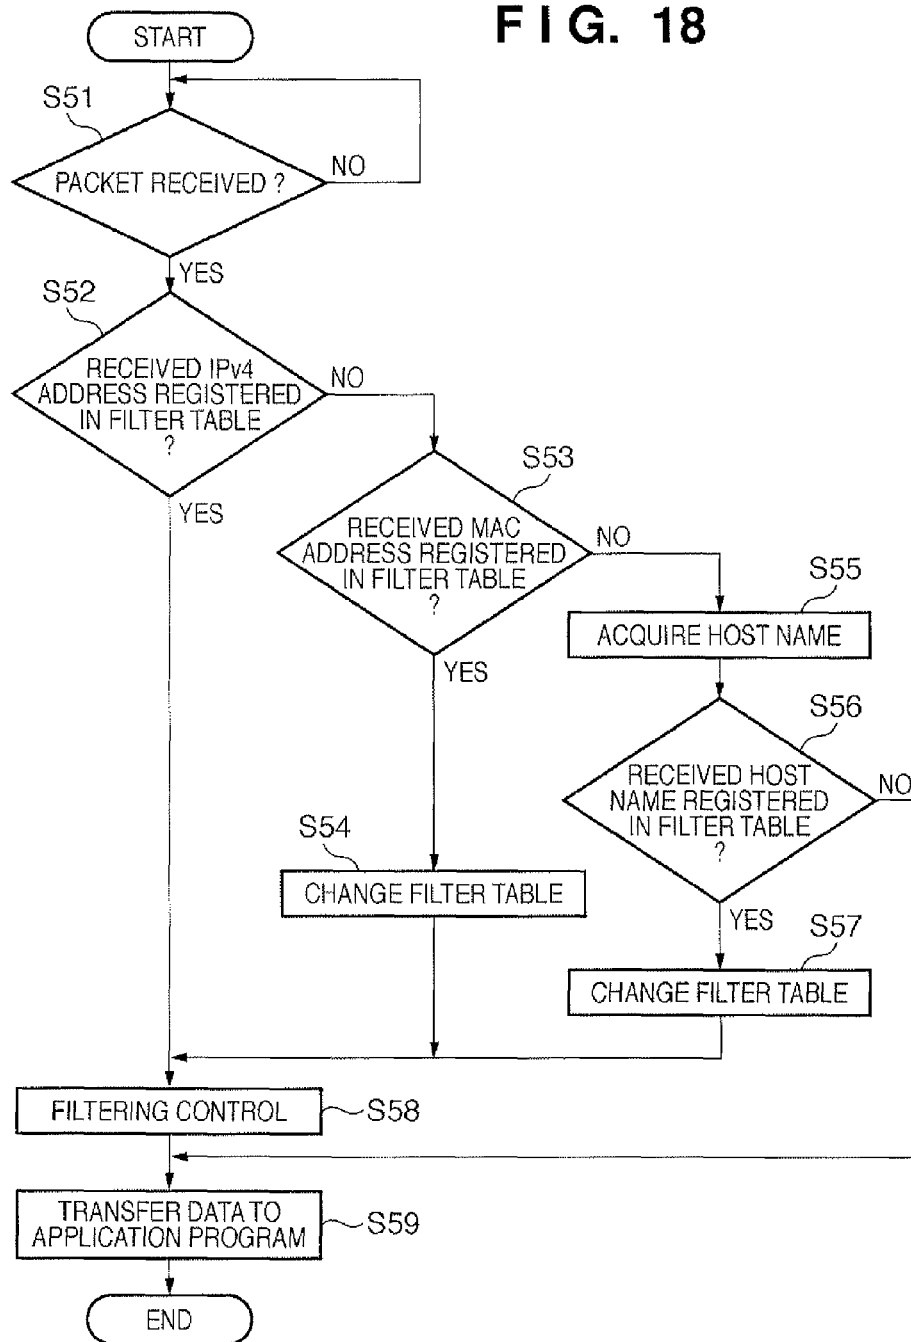 FIG. 18
START
S51
PACKET RECEIVED ?
NO
YES
S52
RECEIVED IPv4
ADDRESS REGISTERED
IN FILTER TABLE
?
NO
YES
S53
RECEIVED MAC
ADDRESS REGISTERED
IN FILTER TABLE
?
NO
YES
S55
ACQUIRE HOST NAME
S56
RECEIVED HOST
NAME REGISTERED
IN FILTER TABLE
?
NO
YES
S54
CHANGE FILTER TABLE
S57
CHANGE FILTER TABLE
FILTERING CONTROL
S58
TRANSFER DATA TO
APPLICATION PROGRAM
S59
END